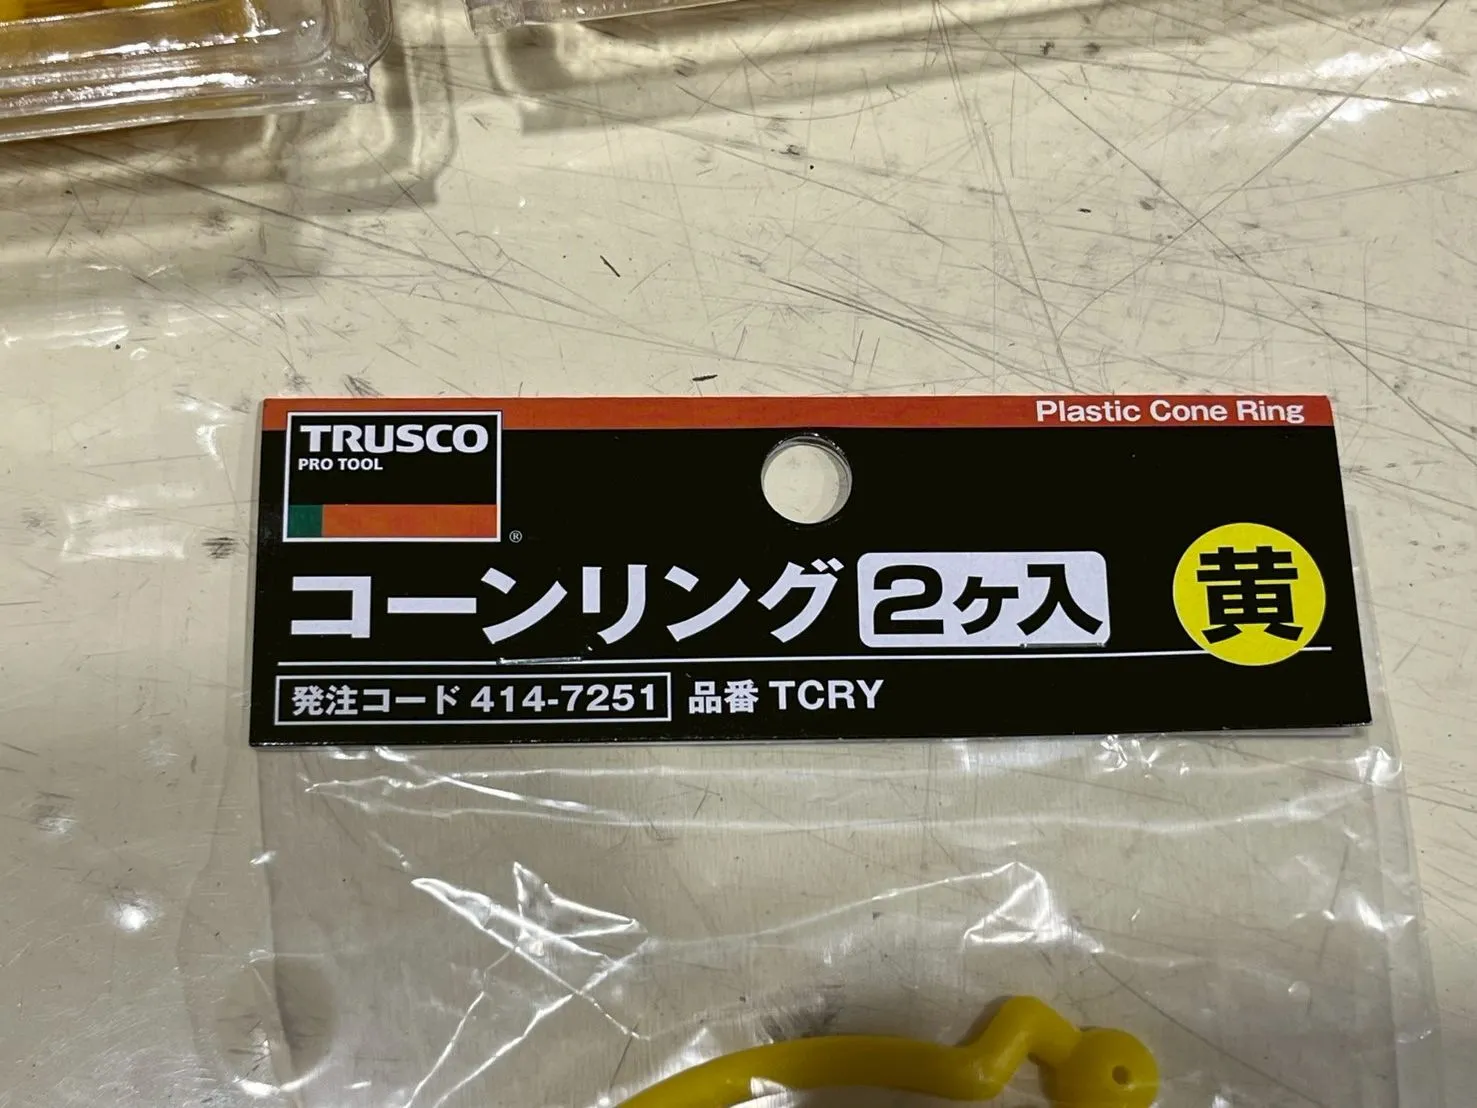 Plastic Cone Ring
TRUSCO
PRO TOOL
®
コーンリング 2ヶ入 黄
発注コード 414-7251 品番 TCRY